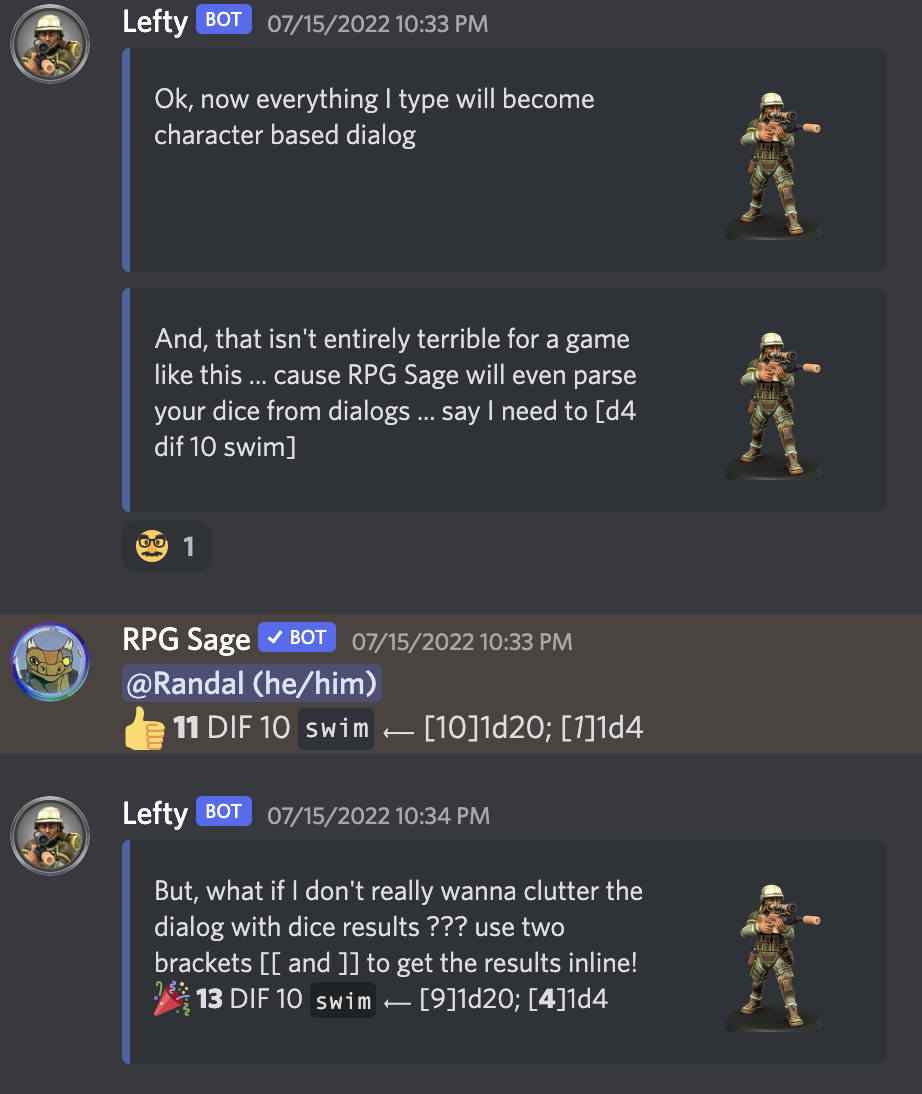 Lefty BOT 07/15/2022 10:33 PM
Ok, now everything I type will become
character based dialog
And, that isn't entirely terrible for a game
like this ... cause RPG Sage will even parse
your dice from dialogs ... say I need to [d4
dif 10 swim]
🥸 1
RPG Sage ✓ BOT 07/15/2022 10:33 PM
@Randal (he/him)
👍 11 DIF 10 swim ⟵ [10]1d20; [1]1d4
Lefty BOT 07/15/2022 10:34 PM
But, what if I don't really wanna clutter the
dialog with dice results ??? use two
brackets [[ and ]] to get the results inline!
🎉 13 DIF 10 swim ⟵ [9]1d20; [4]1d4